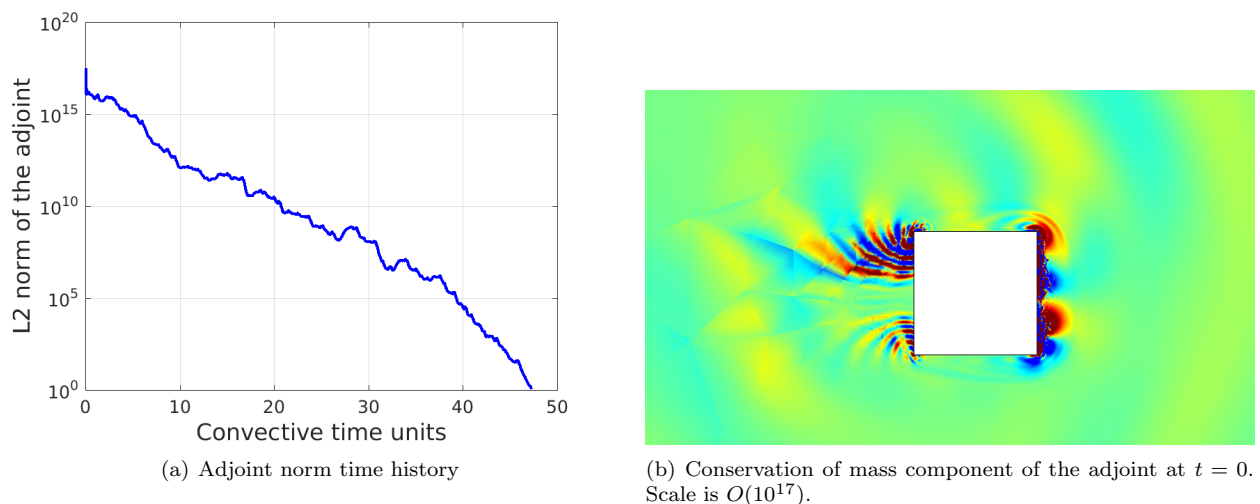 10^20
10^15
10^10
10^5
10^0
L2 norm of the adjoint
0 10 20 30 40 50
Convective time units
(a) Adjoint norm time history
(b) Conservation of mass component of the adjoint at t = 0.
Scale is O(10^17).